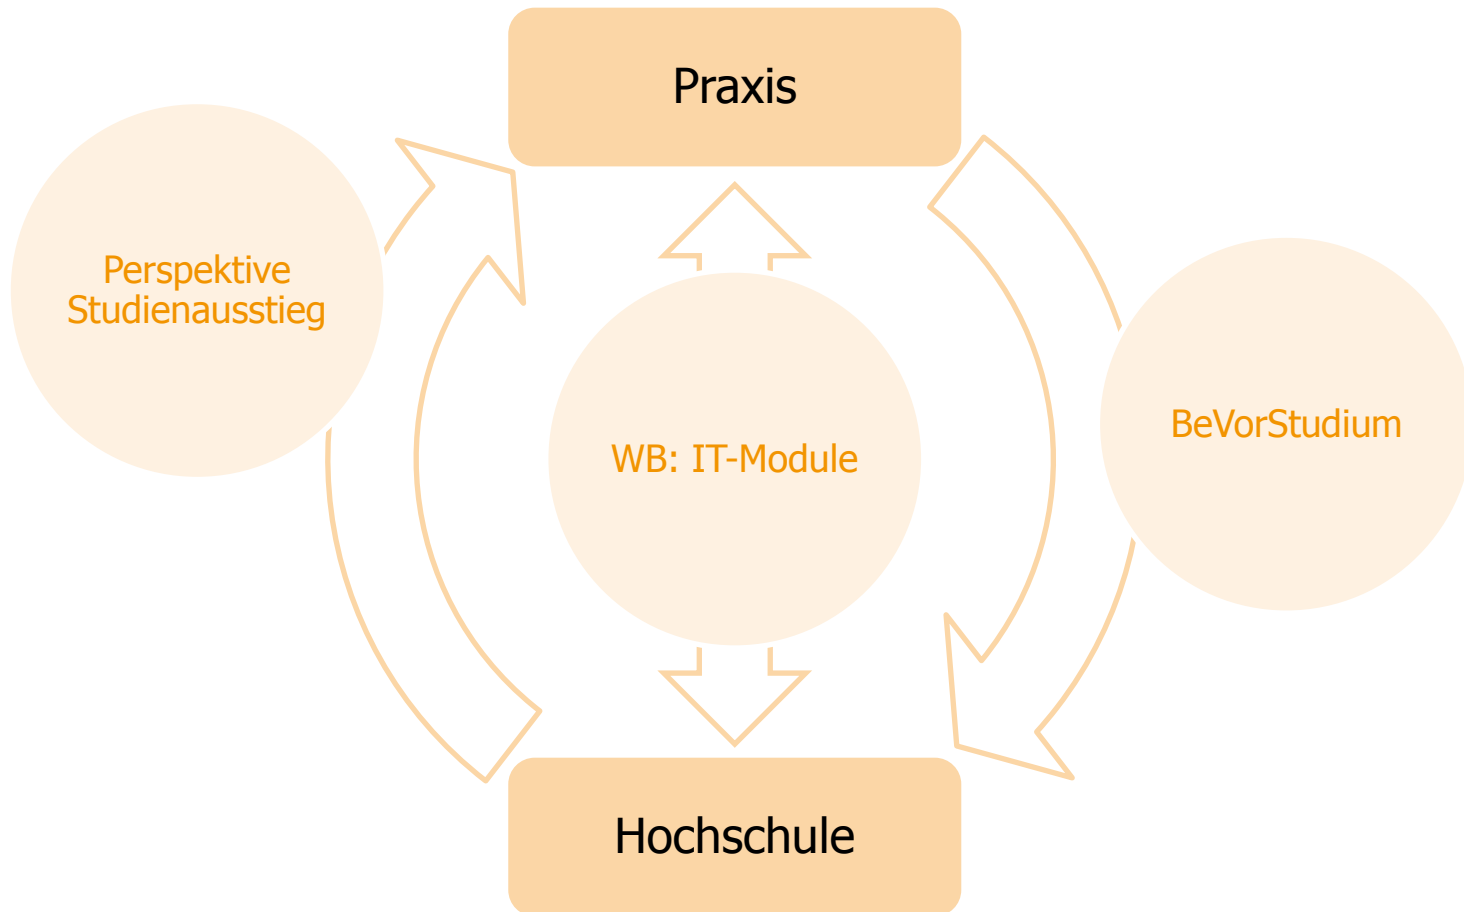 Praxis
Perspektive
Studienausstieg
WB: IT-Module
BeVorStudium
Hochschule